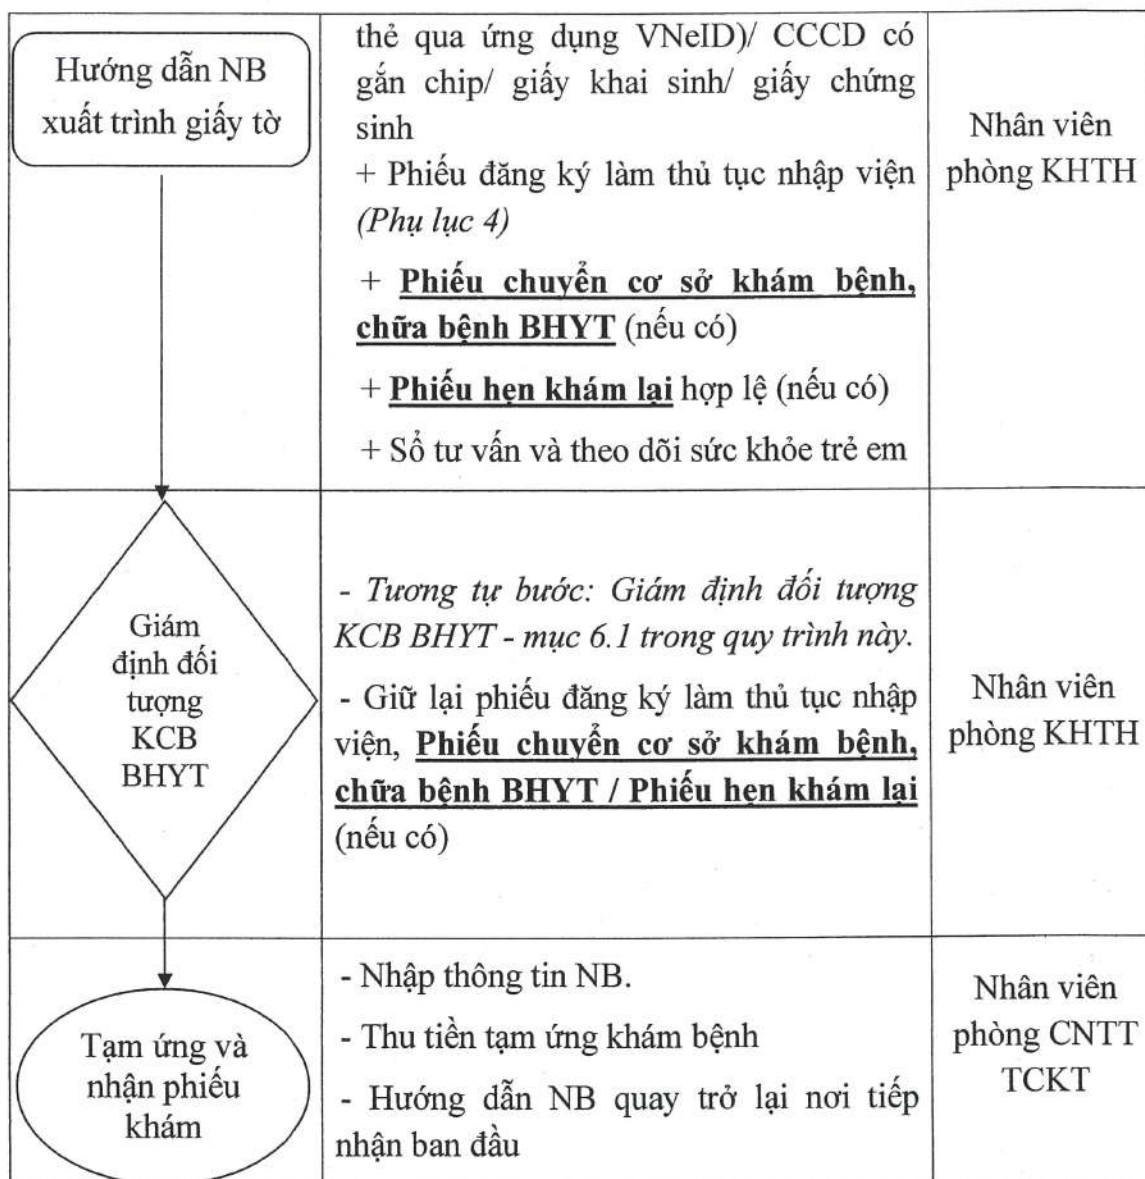 Hướng dẫn NB
xuất trình giấy tờ
thẻ qua ứng dụng VNeID)/ CCCD có
gắn chip/ giấy khai sinh/ giấy chứng
sinh
+ Phiếu đăng ký làm thủ tục nhập viện
(Phụ lục 4)
+ Phiếu chuyển cơ sở khám bệnh,
chữa bệnh BHYT (nếu có)
+ Phiếu hẹn khám lại hợp lệ (nếu có)
+ Sổ tư vấn và theo dõi sức khỏe trẻ em
Nhân viên
phòng KHTH
Giám
định đối
tượng
KCB
BHYT
- Tương tự bước: Giám định đối tượng
KCB BHYT - mục 6.1 trong quy trình này.
- Giữ lại phiếu đăng ký làm thủ tục nhập
viện, Phiếu chuyển cơ sở khám bệnh,
chữa bệnh BHYT / Phiếu hẹn khám lại
(nếu có)
Nhân viên
phòng KHTH
Tạm ứng và
nhận phiếu
khám
- Nhập thông tin NB.
- Thu tiền tạm ứng khám bệnh
- Hướng dẫn NB quay trở lại nơi tiếp
nhận ban đầu
Nhân viên
phòng CNTT
TCKT